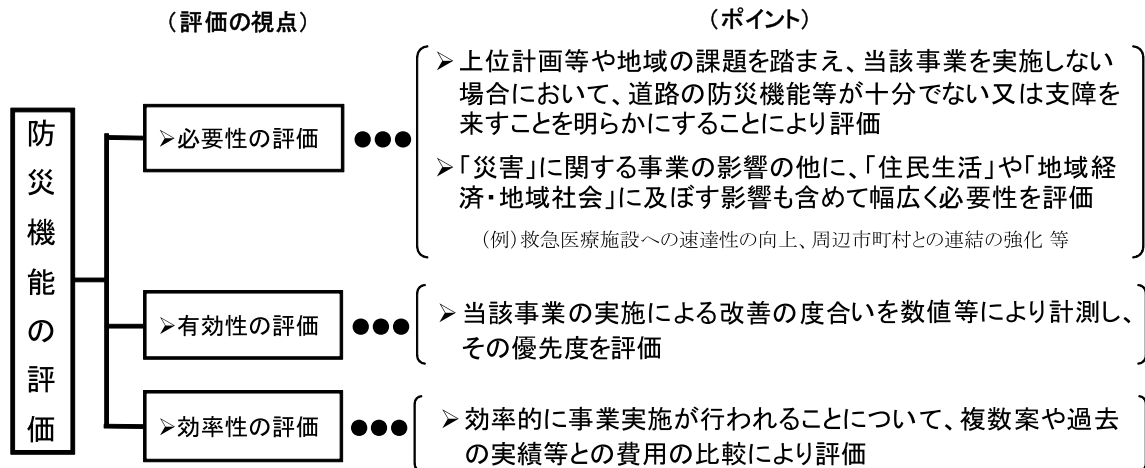 （評価の視点）
（ポイント）
防災機能の評価
➢必要性の評価
●●●
➢上位計画等や地域の課題を踏まえ、当該事業を実施しない
場合において、道路の防災機能等が十分でない又は支障を
来すことを明らかにすることにより評価
➢「災害」に関する事業の影響の他に、「住民生活」や「地域経
済・地域社会」に及ぼす影響も含めて幅広く必要性を評価
（例）救急医療施設への速達性の向上、周辺市町村との連結の強化 等
➢有効性の評価
●●●
➢当該事業の実施による改善の度合いを数値等により計測し、
その優先度を評価
➢効率性の評価
●●●
➢効率的に事業実施が行われることについて、複数案や過去
の実績等との費用の比較により評価